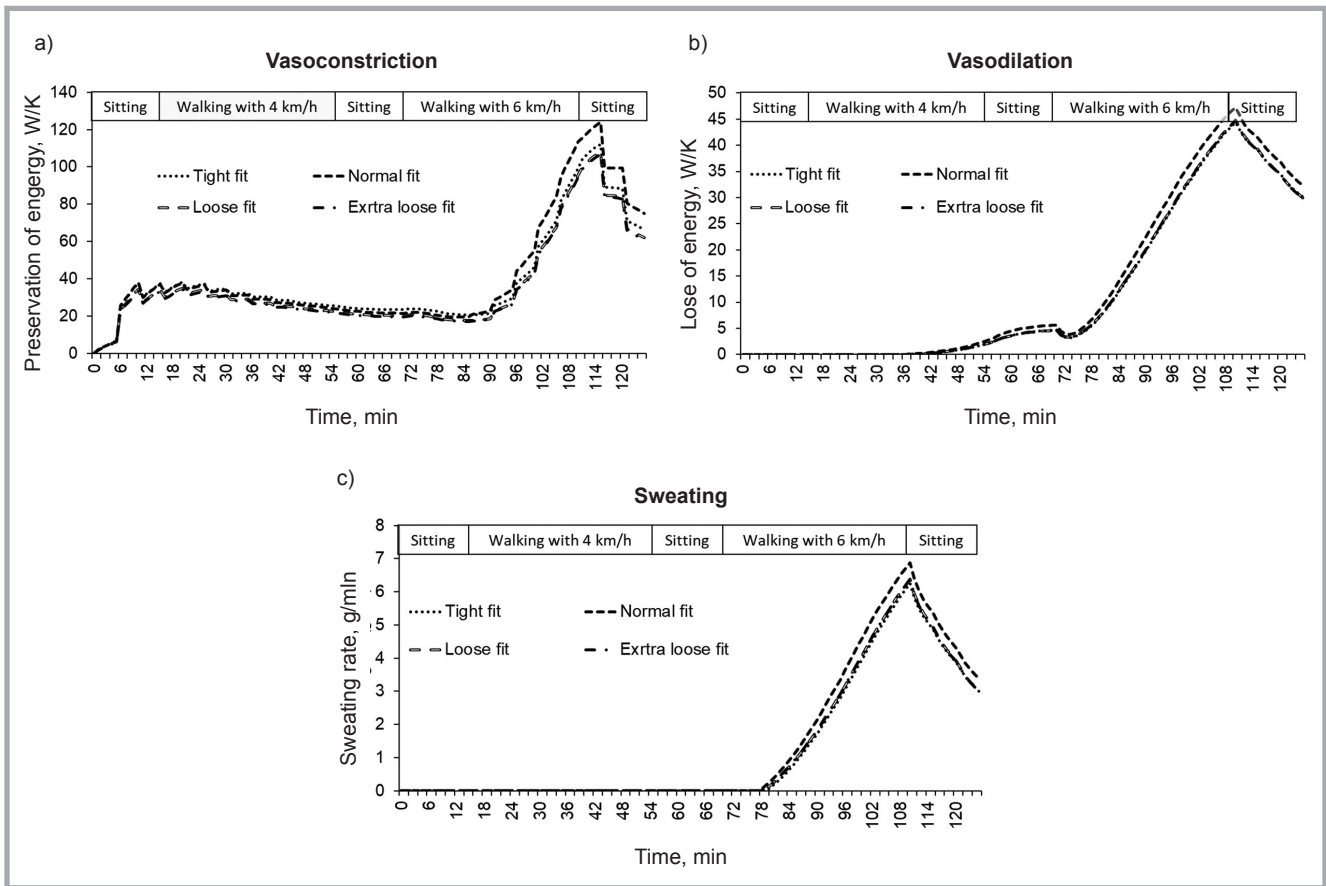 a)
Vasoconstriction
Preservation of energy, W/K
140
120
100
80
60
40
20
0
Sitting Walking with 4 km/h Sitting Walking with 6 km/h Sitting
Tight fit Normal fit
Loose fit Exrtra loose fit
0 6 12 18 24 30 36 42 48 54 60 66 72 78 84 90 96 102 108 114 120
Time, min
b)
Vasodilation
Lose of energy, W/K
50
45
40
35
30
25
20
15
10
5
0
Sitting Walking with 4 km/h Sitting Walking with 6 km/h Sitting
Tight fit Normal fit
Loose fit Exrtra loose fit
0 6 12 18 24 30 36 42 48 54 60 66 72 78 84 90 96 102 108 114 120
Time, min
c)
Sweating
Sweating rate, g/mIn
8
7
6
5
4
3
2
1
0
Sitting Walking with 4 km/h Sitting Walking with 6 km/h Sitting
Tight fit Normal fit
Loose fit Exrtra loose fit
0 6 12 18 24 30 36 42 48 54 60 66 72 78 84 90 96 102 108 114 120
Time, min